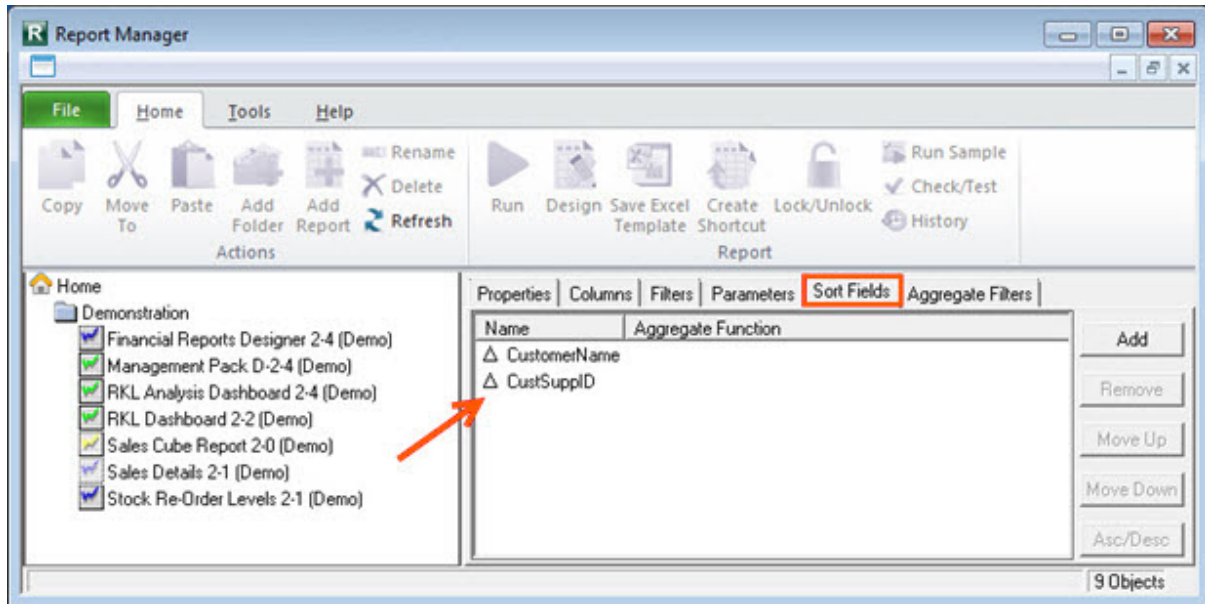 R Report Manager
File Home Tools Help
Copy
Move To
Paste
Add Folder
Add Report
Rename
Delete
Refresh
Actions
Run
Design
Save Excel Template
Create Shortcut
Lock/Unlock
Run Sample
Check/Test
History
Report
Home
Demonstration
Financial Reports Designer 2-4 (Demo)
Management Pack D-2-4 (Demo)
RKL Analysis Dashboard 2-4 (Demo)
RKL Dashboard 2-2 (Demo)
Sales Cube Report 2-0 (Demo)
Sales Details 2-1 (Demo)
Stock Re-Order Levels 2-1 (Demo)
Properties Columns Filters Parameters Sort Fields Aggregate Filters
Name Aggregate Function
CustomerName
CustSuppID
Add
Remove
Move Up
Move Down
Asc/Desc
9 Objects